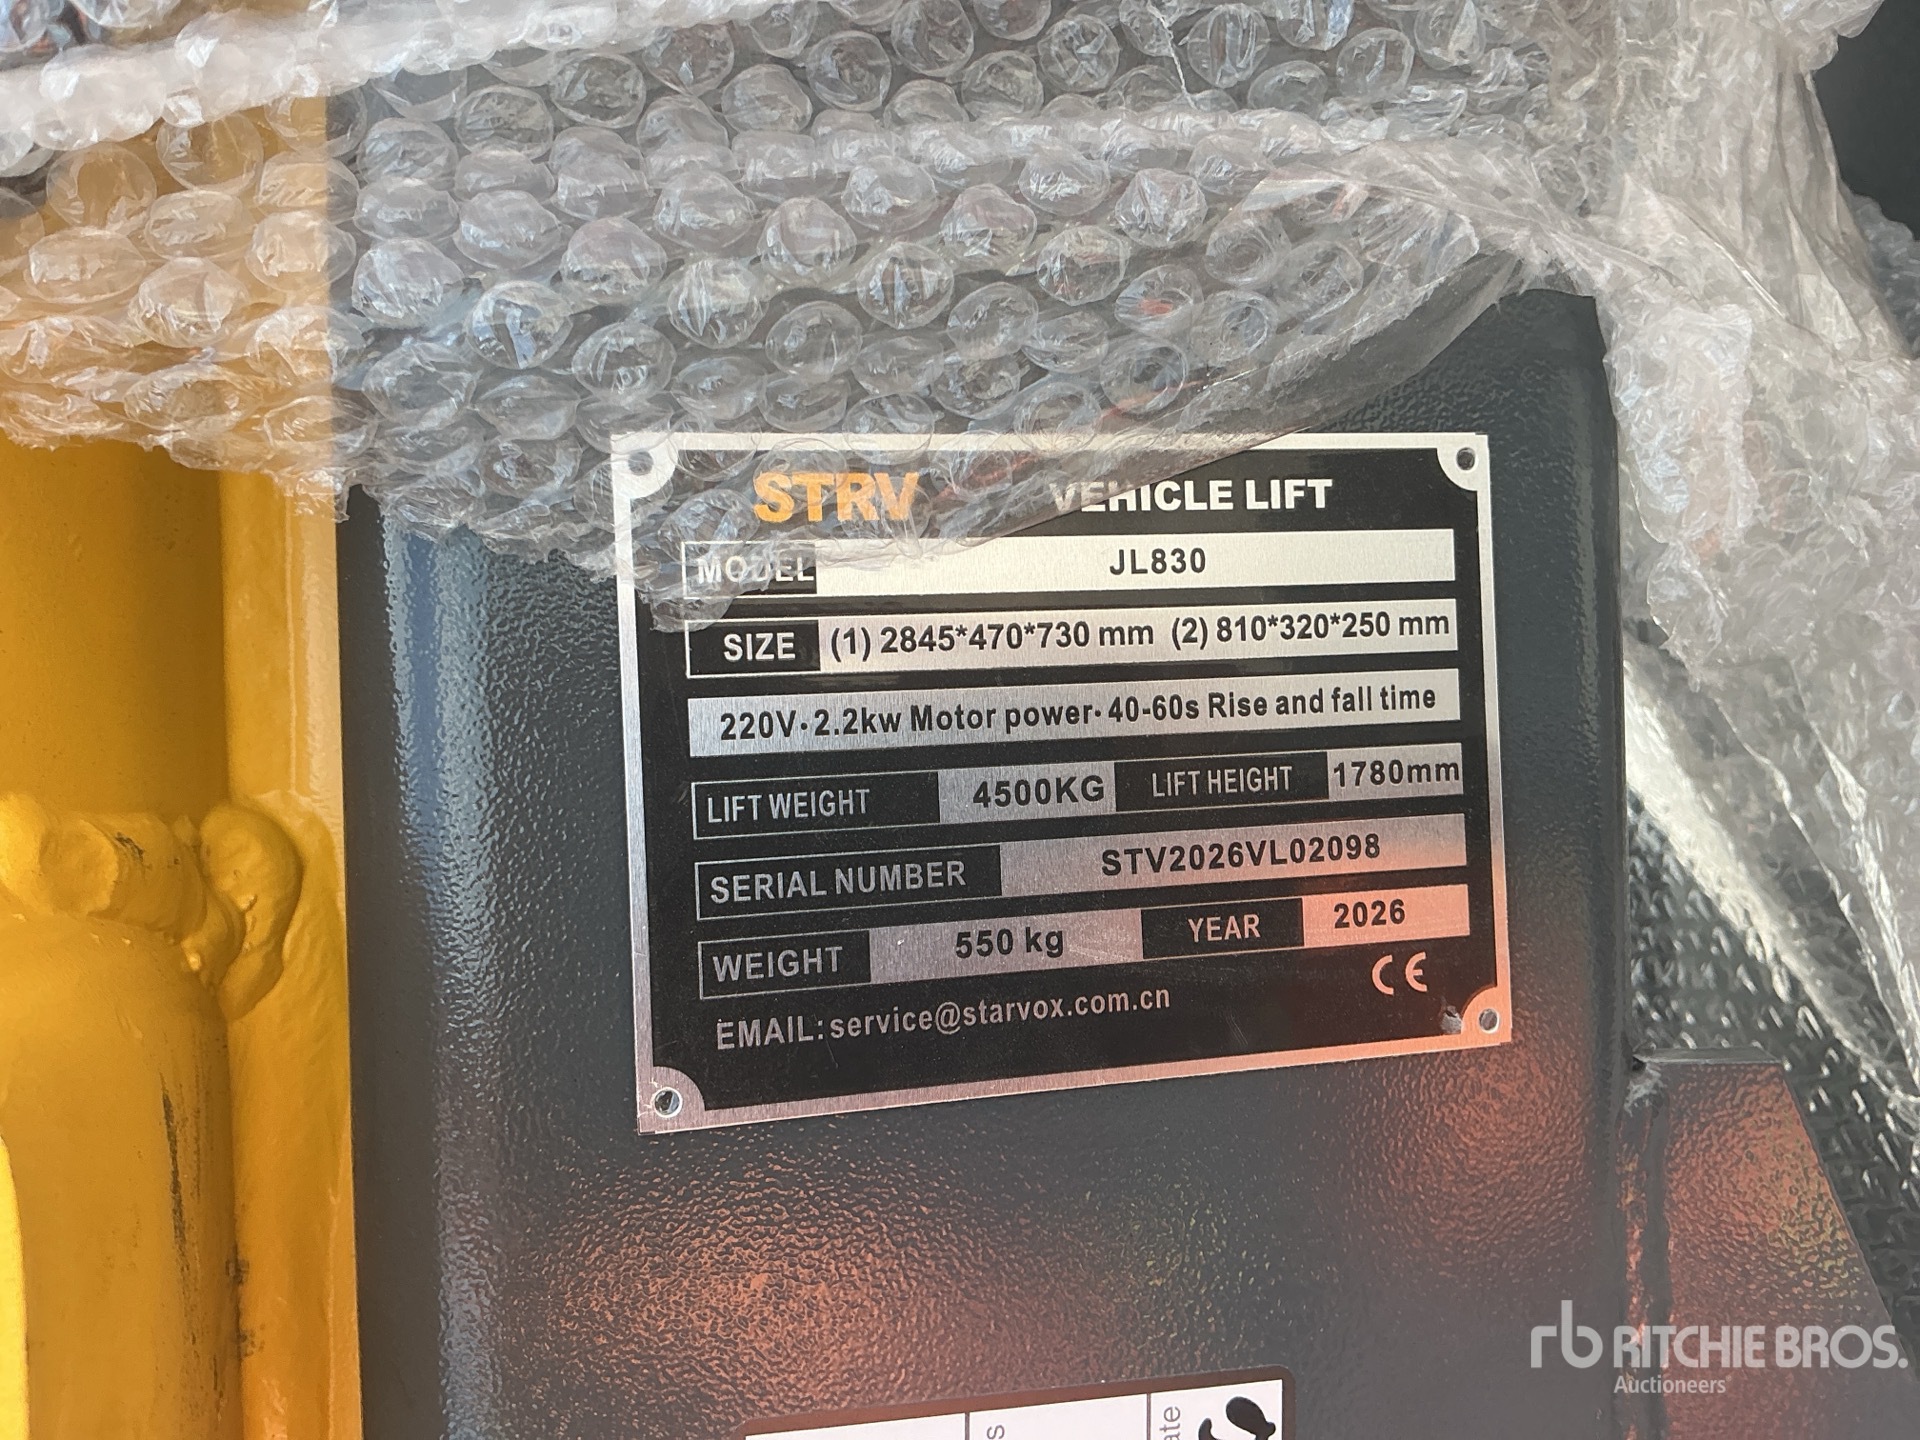 STRV VEHICLE LIFT
MODEL JL830
SIZE (1) 2845*470*730 mm (2) 810*320*250 mm
220V·2.2kw Motor power·40-60s Rise and fall time
LIFT WEIGHT 4500KG LIFT HEIGHT 1780mm
SERIAL NUMBER STV2026VL02098
WEIGHT 550 kg YEAR 2026
CE
EMAIL:service@starvox.com.cn
rb RITCHIE BROS.
Auctioneers